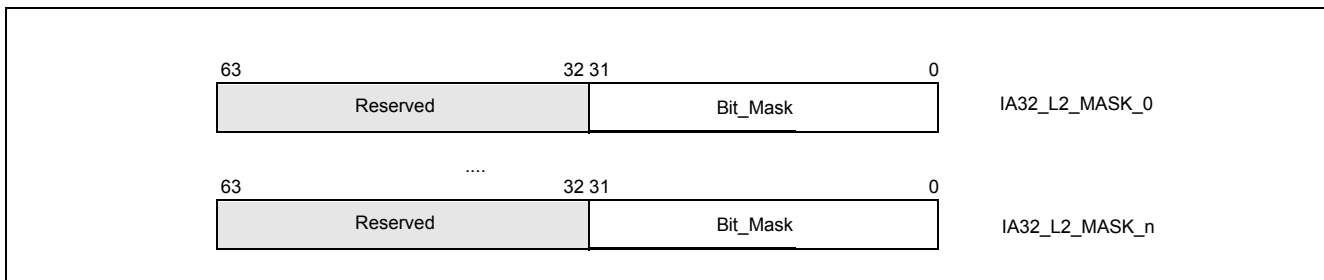 63 32 31 0
Reserved Bit_Mask IA32_L2_MASK_0
....
63 32 31 0
Reserved Bit_Mask IA32_L2_MASK_n